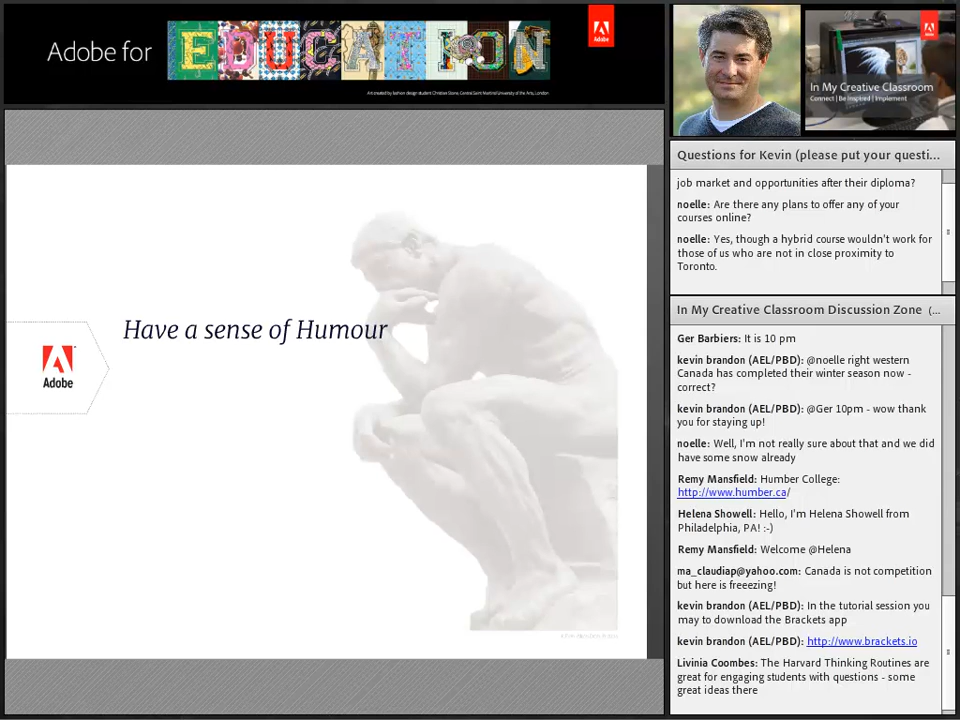 Adobe for EDUCATION
Adobe
Art created by fashion design student Christian Stone, Central Saint Martins/University of the Arts, London
Have a sense of Humour
Adobe
Adobe
In My Creative Classroom
Connect | Be Inspired | Implement
Questions for Kevin (please put your questi...
job market and opportunities after their diploma?
noelle: Are there any plans to offer any of your
courses online?
noelle: Yes, though a hybrid course wouldn't work for
those of us who are not in close proximity to
Toronto.
In My Creative Classroom Discussion Zone (...
Ger Barbiers: It is 10 pm
kevin brandon (AEL/PBD): @noelle right western
Canada has completed their winter season now -
correct?
kevin brandon (AEL/PBD): @Ger 10pm - wow thank
you for staying up!
noelle: Well, I'm not really sure about that and we did
have some snow already
Remy Mansfield: Humber College:
http://www.humber.ca/
Helena Showell: Hello, I'm Helena Showell from
Philadelphia, PA! :-)
Remy Mansfield: Welcome @Helena
ma_claudiap@yahoo.com: Canada is not competition
but here is freeezing!
kevin brandon (AEL/PBD): In the tutorial session you
may to download the Brackets app
kevin brandon (AEL/PBD): http://www.brackets.io
Livinia Coombes: The Harvard Thinking Routines are
great for engaging students with questions - some
great ideas there